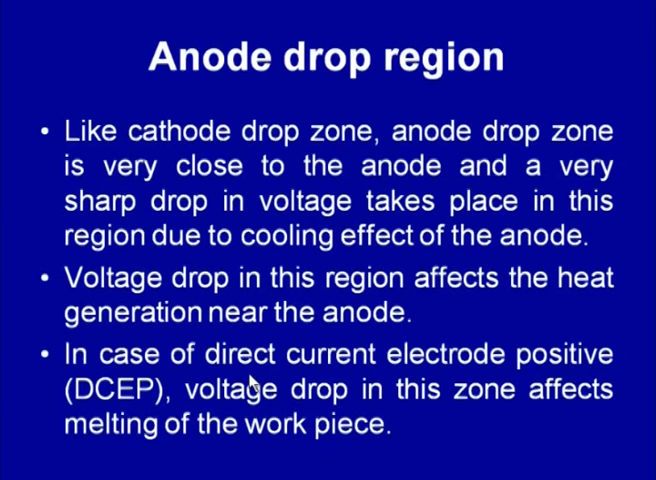 Anode drop region
• Like cathode drop zone, anode drop zone
is very close to the anode and a very
sharp drop in voltage takes place in this
region due to cooling effect of the anode.
• Voltage drop in this region affects the heat
generation near the anode.
• In case of direct current electrode positive
(DCEP), voltage drop in this zone affects
melting of the work piece.